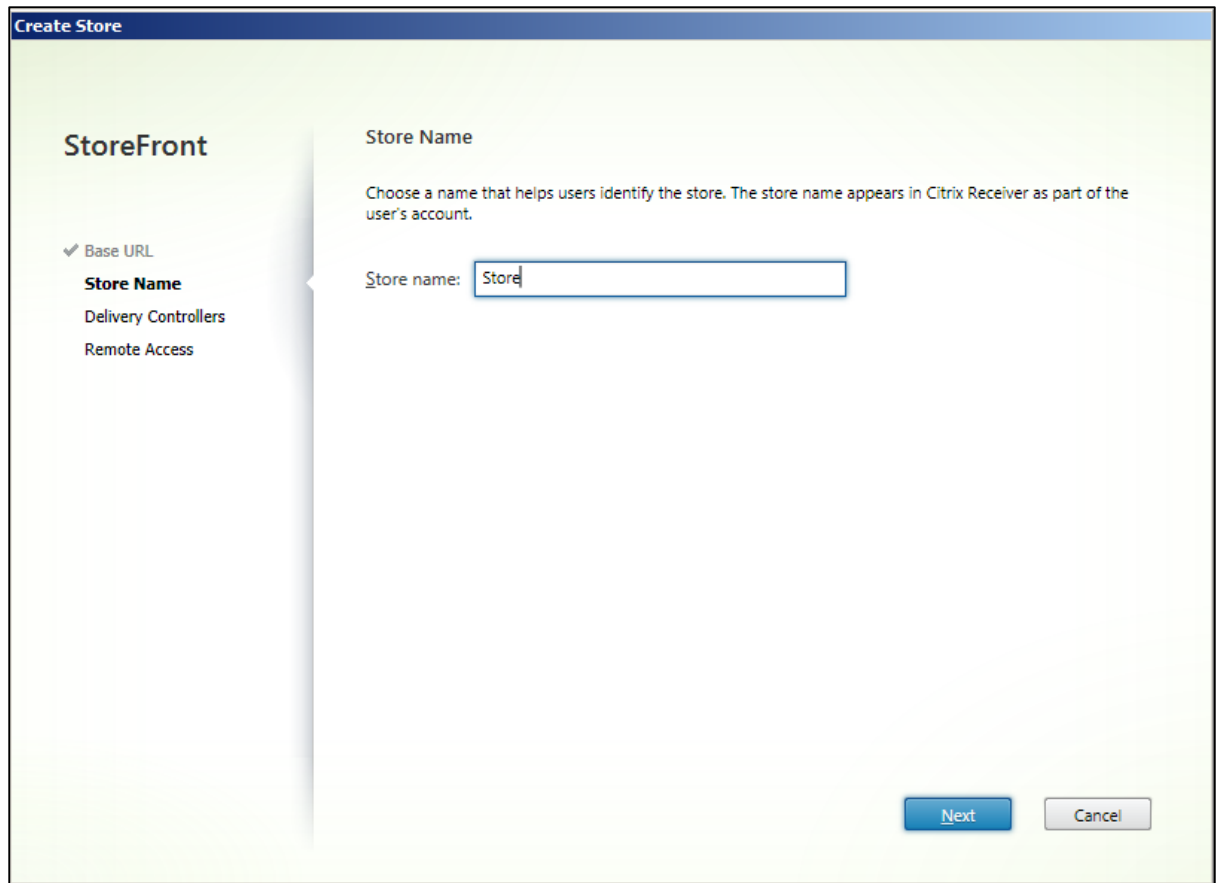 Create Store
StoreFront
Base URL
Store Name
Delivery Controllers
Remote Access
Store Name
Choose a name that helps users identify the store. The store name appears in Citrix Receiver as part of the
user's account.
Store name: Store
Next Cancel